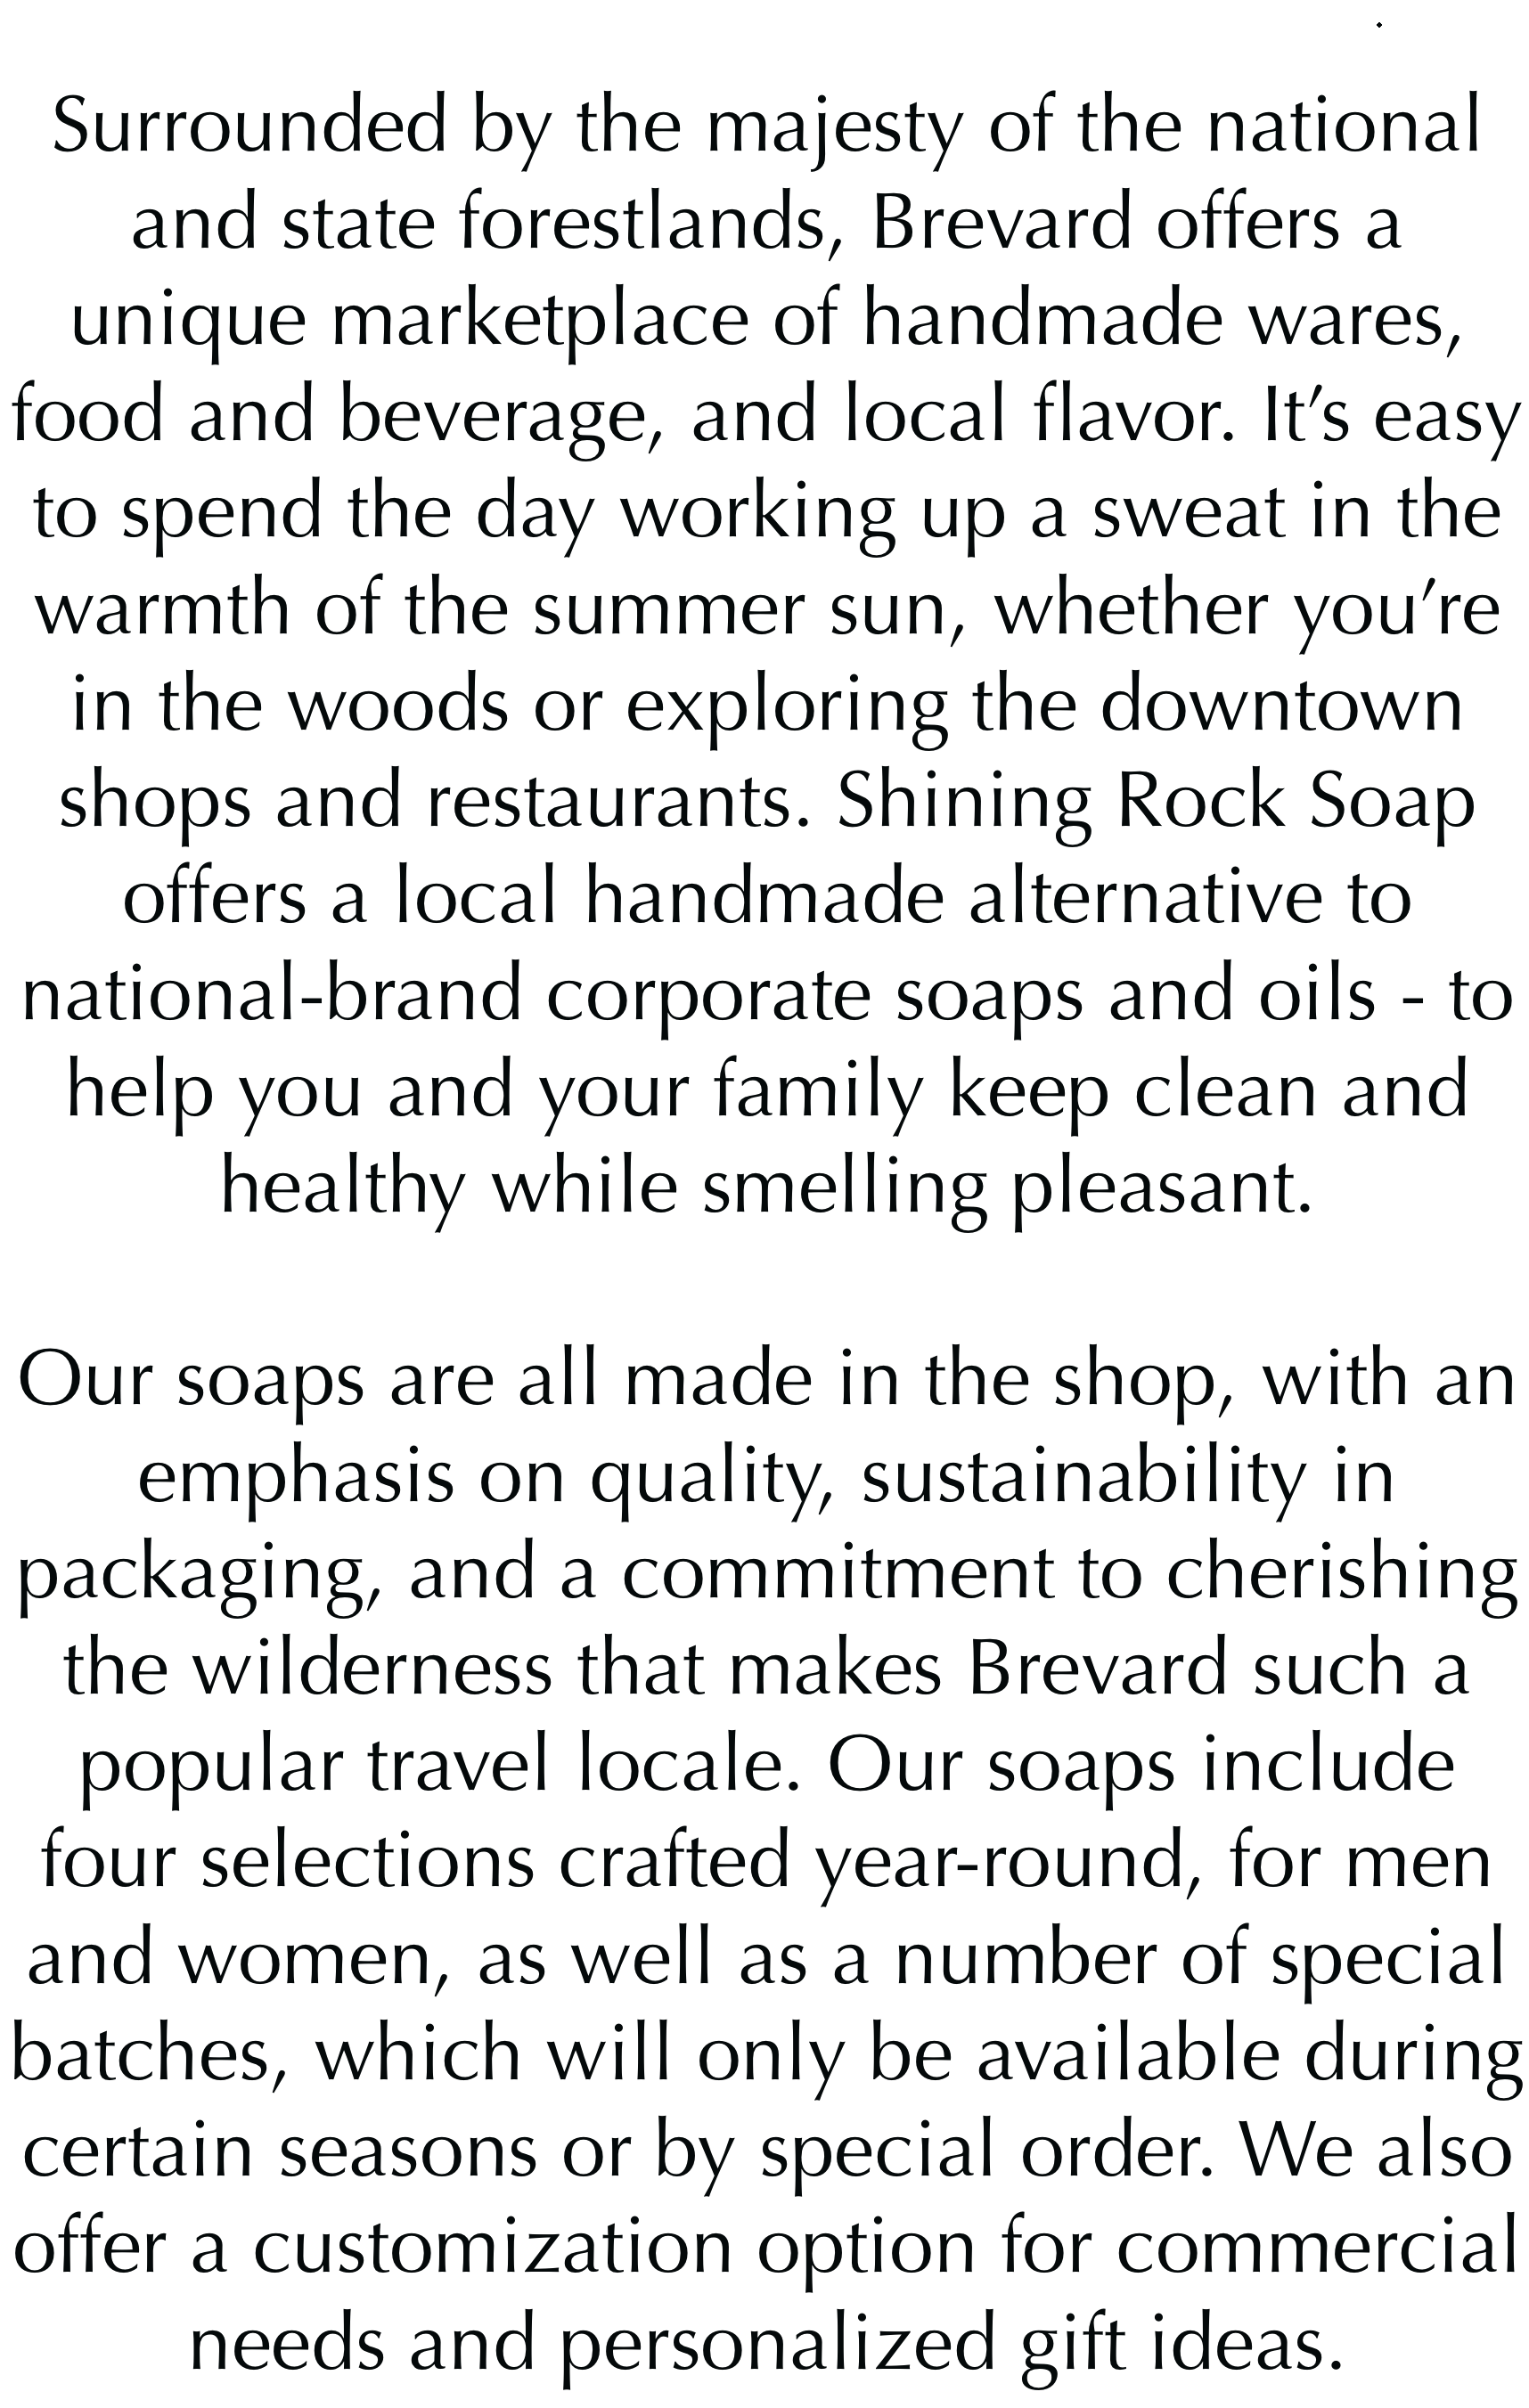 Surrounded by the majesty of the national
and state forestlands, Brevard offers a
unique marketplace of handmade wares,
food and beverage, and local flavor. It’s easy
to spend the day working up a sweat in the
warmth of the summer sun, whether you’re
in the woods or exploring the downtown
shops and restaurants. Shining Rock Soap
offers a local handmade alternative to
national-brand corporate soaps and oils - to
help you and your family keep clean and
healthy while smelling pleasant.
Our soaps are all made in the shop, with an
emphasis on quality, sustainability in
packaging, and a commitment to cherishing
the wilderness that makes Brevard such a
popular travel locale. Our soaps include
four selections crafted year-round, for men
and women, as well as a number of special
batches, which will only be available during
certain seasons or by special order. We also
offer a customization option for commercial
needs and personalized gift ideas.